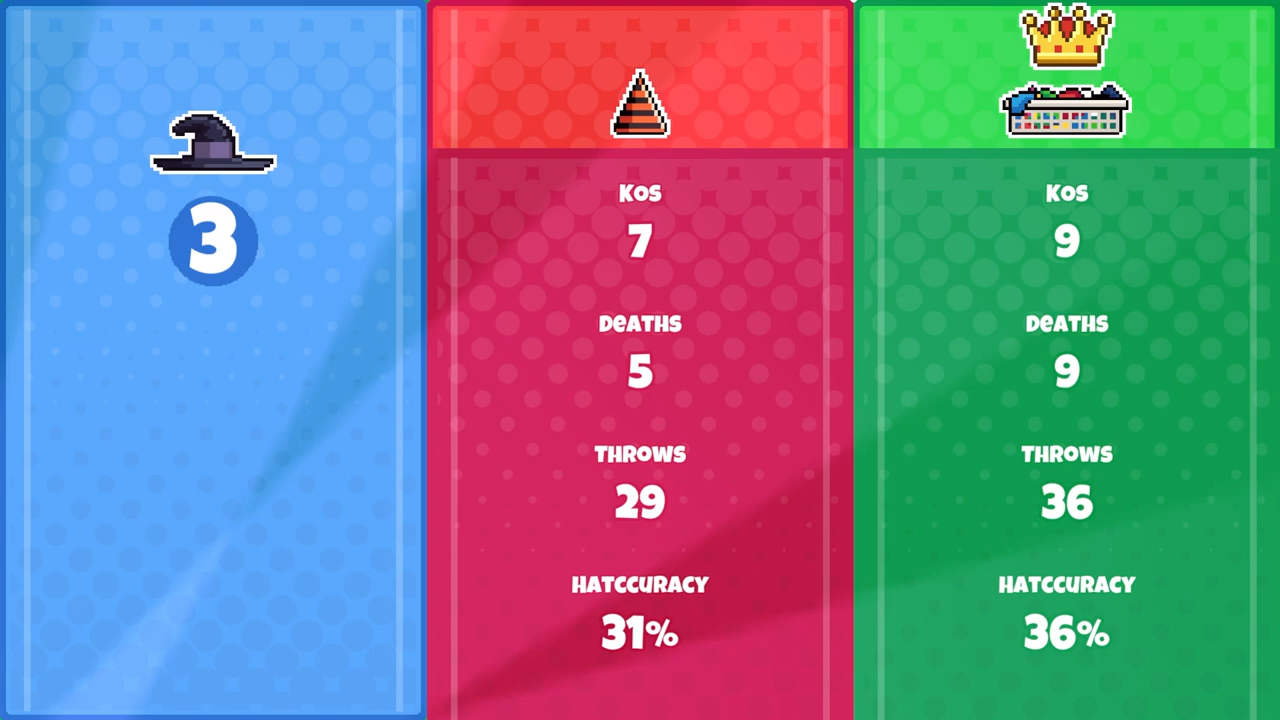 3
KOs
7
Deaths
5
Throws
29
Hatccuracy
31%
KOs
9
Deaths
9
Throws
36
Hatccuracy
36%